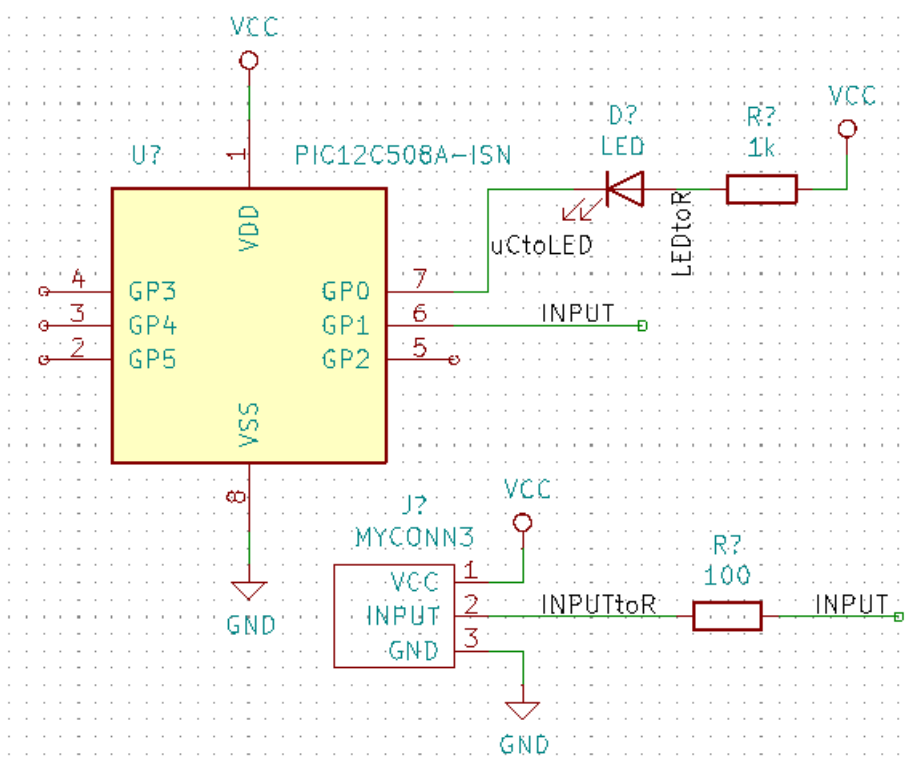 VCC
VCC
D?
R?
LED
1k
U?
1
PIC12C508A-ISN
VDD
uCtoLED
LEDtoR
4
GP3
GP0
7
3
GP4
GP1
6
INPUT
2
GP5
GP2
5
VSS
8
GND
VCC
J?
MYCONN3
R?
100
VCC
1
INPUT
2
INPUTtoR
INPUT
GND
3
GND